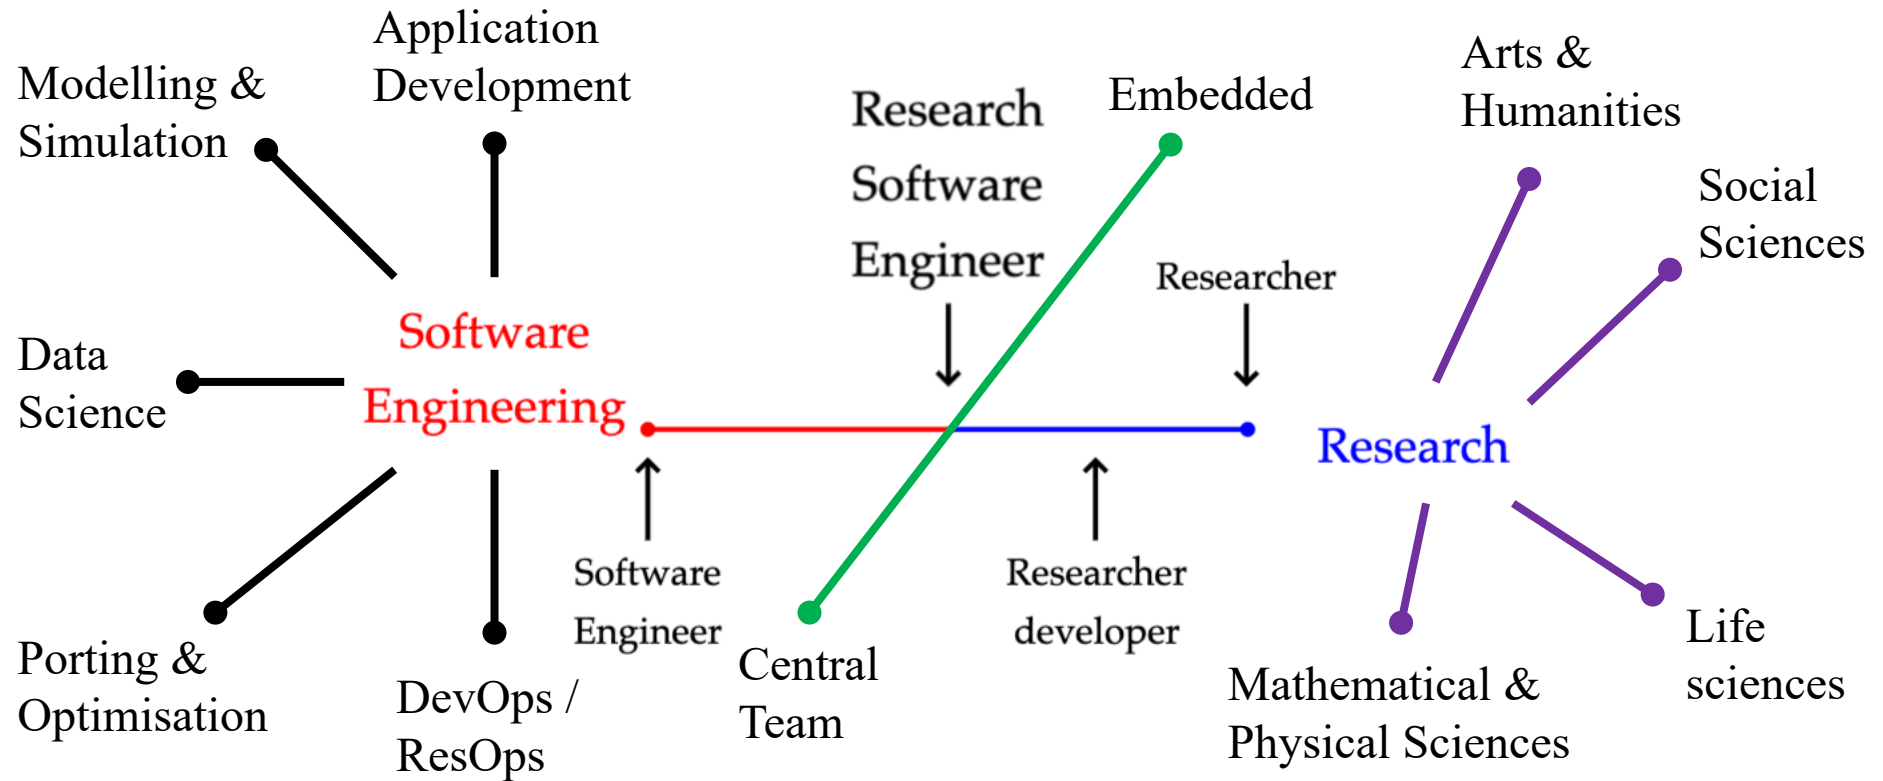 Application
Development
Modelling &
Simulation
Data
Science
Porting &
Optimisation
DevOps /
ResOps
Software
Engineering
Software
Engineer
Research
Software
Engineer
Embedded
Central
Team
Researcher
Researcher
developer
Research
Arts &
Humanities
Social
Sciences
Life
sciences
Mathematical &
Physical Sciences